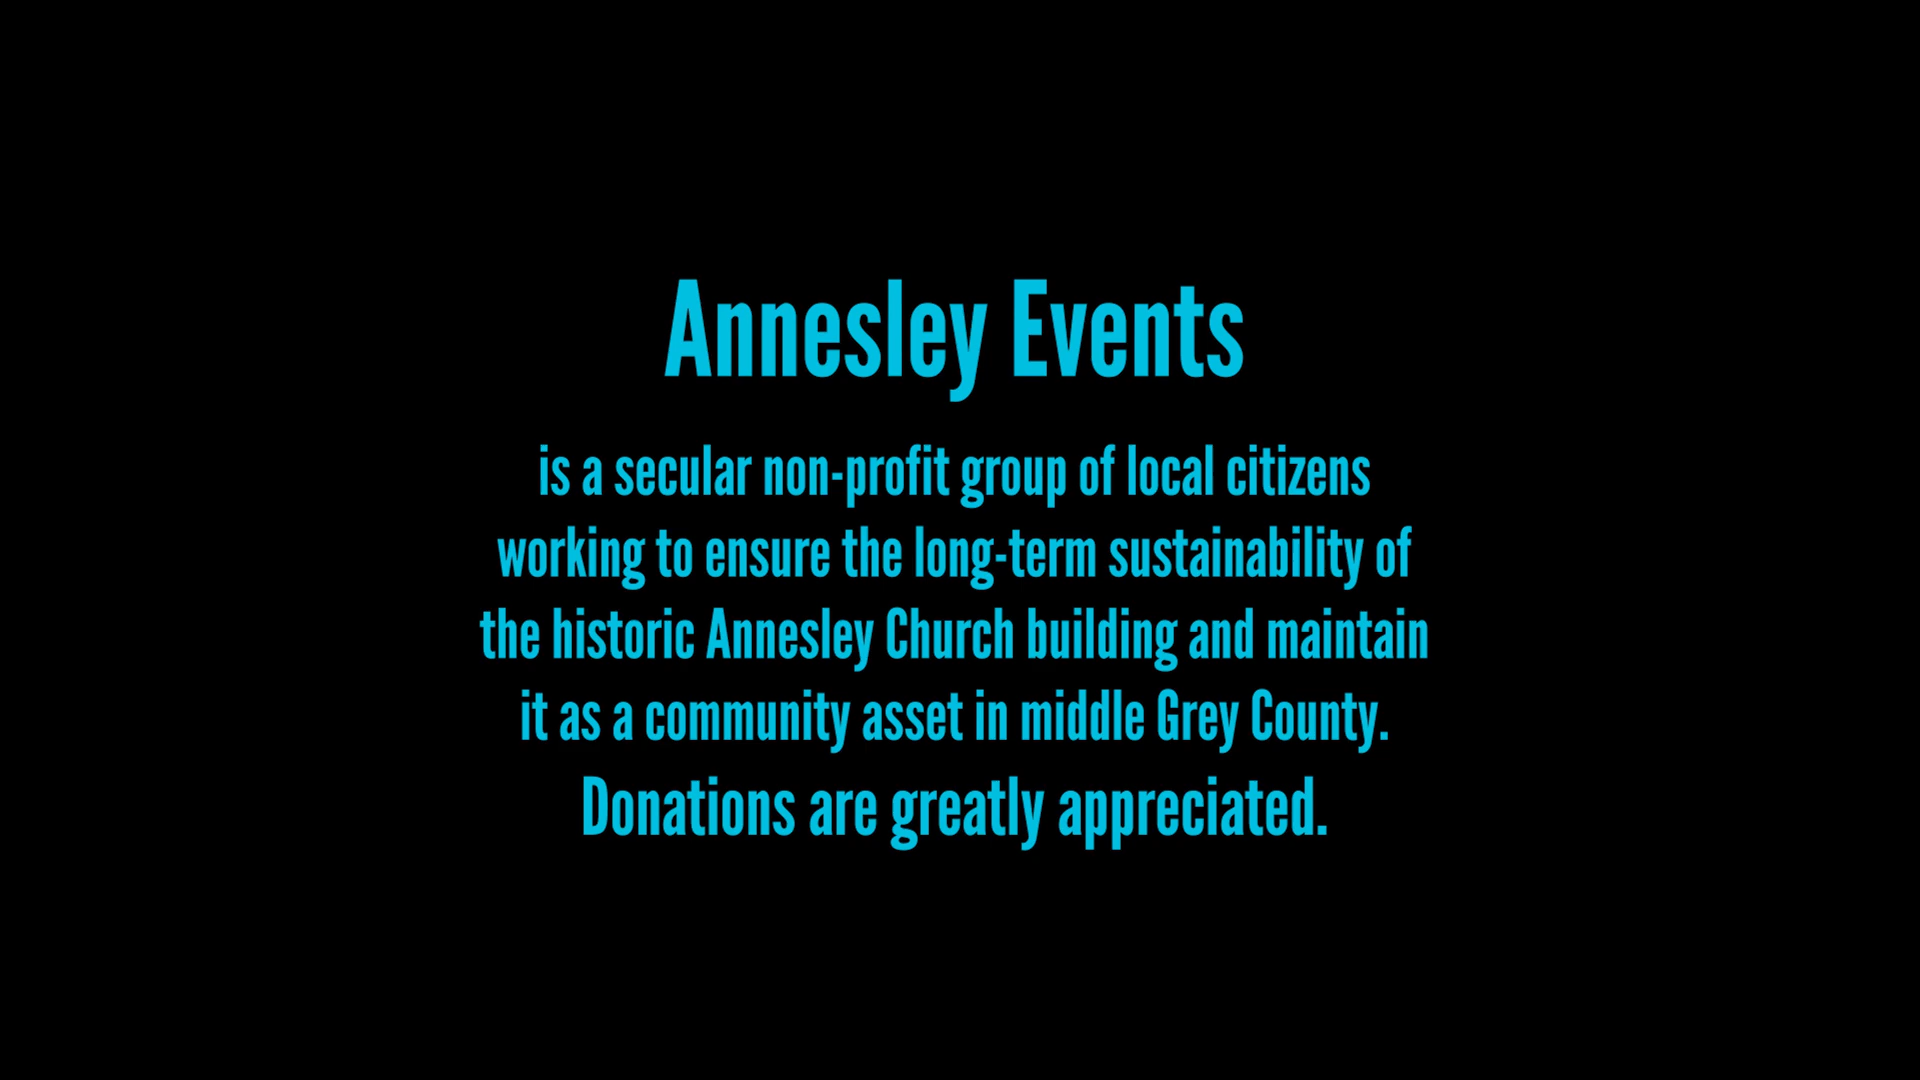 Annesley Events
is a secular non-profit group of local citizens
working to ensure the long-term sustainability of
the historic Annesley Church building and maintain
it as a community asset in middle Grey County.
Donations are greatly appreciated.